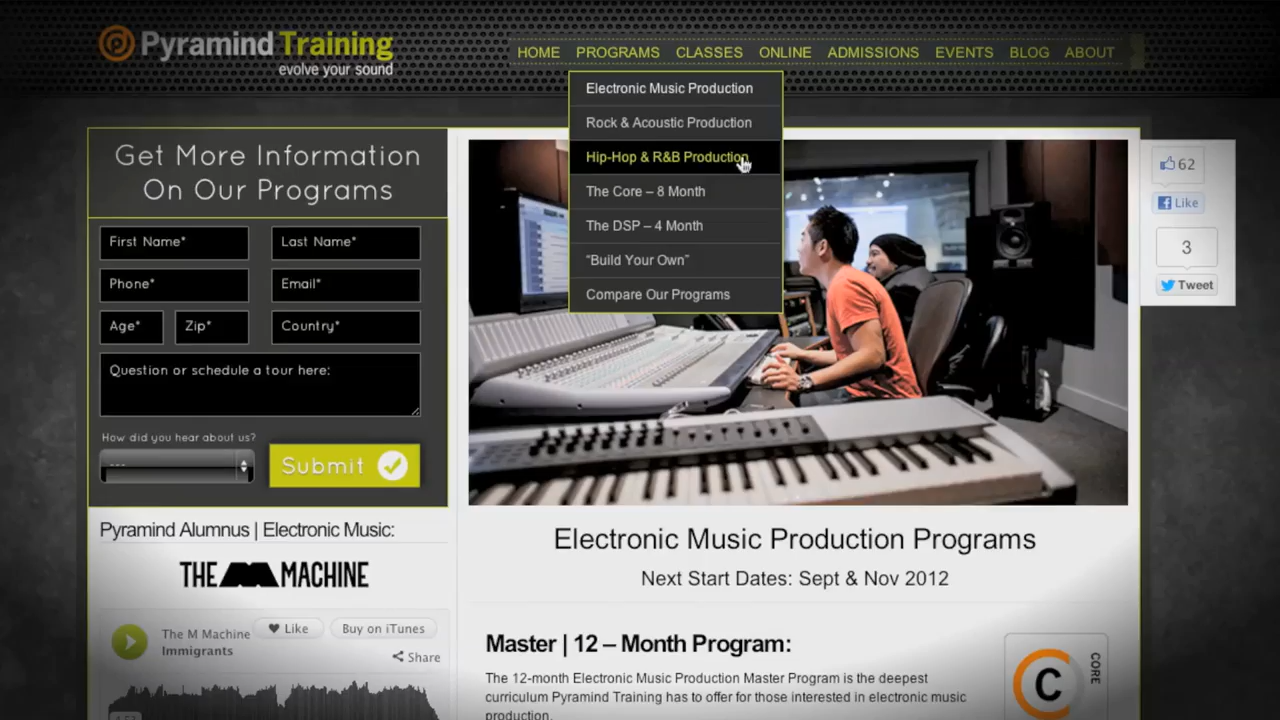 Pyramind Training
evolve your sound
HOME PROGRAMS CLASSES ONLINE ADMISSIONS EVENTS BLOG ABOUT
Electronic Music Production
Rock & Acoustic Production
Hip-Hop & R&B Production
The Core – 8 Month
The DSP – 4 Month
“Build Your Own”
Compare Our Programs
Get More Information
On Our Programs
First Name* Last Name*
Phone* Email*
Age* Zip* Country*
Question or schedule a tour here:
How did you hear about us?
---
Submit
62
Like
3
Tweet
Pyramind Alumnus | Electronic Music:
THE M MACHINE
The M Machine
Immigrants
Like
Buy on iTunes
Share
Electronic Music Production Programs
Next Start Dates: Sept & Nov 2012
Master | 12 – Month Program:
The 12-month Electronic Music Production Master Program is the deepest
curriculum Pyramind Training has to offer for those interested in electronic music
production.
C
CORE